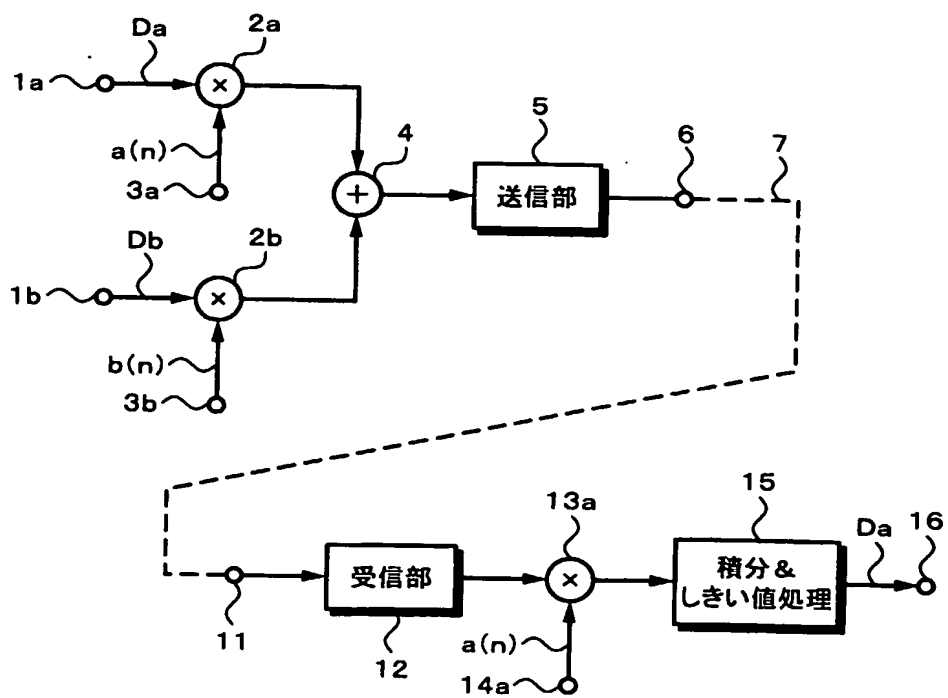 Da
2a
1a
×
a(n)
3a
4
+
5
送信部
6
7
Db
2b
1b
×
b(n)
3b
13a
15
Da
16
受信部
×
積分&
しきい値処理
11
12
a(n)
14a